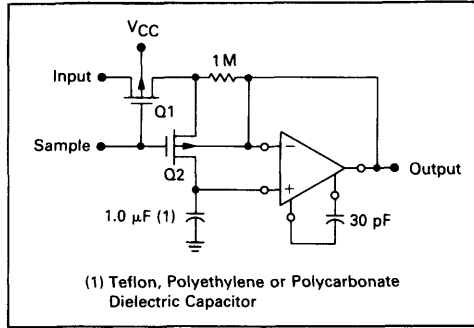 VCC
Input
1 M
Q1
Sample
Q2
−
+
Output
1.0 μF (1)
30 pF
(1) Teflon, Polyethylene or Polycarbonate
Dielectric Capacitor